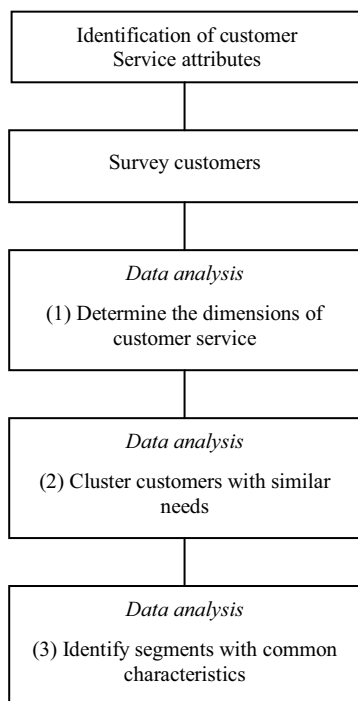 Identification of customer
Service attributes
Survey customers
Data analysis
(1) Determine the dimensions of
customer service
Data analysis
(2) Cluster customers with similar
needs
Data analysis
(3) Identify segments with common
characteristics